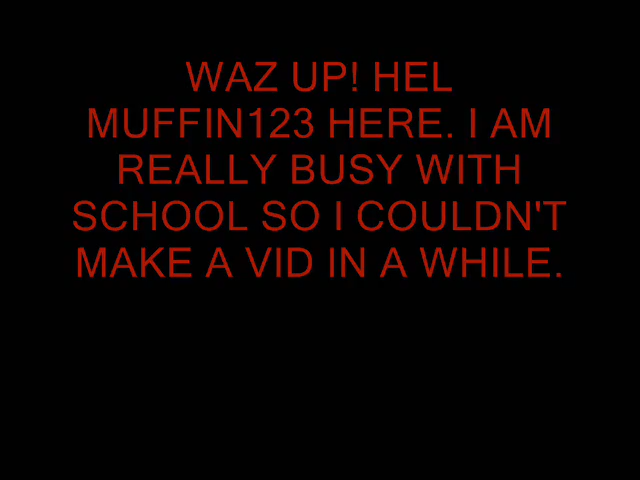 WAZ UP! HEL
MUFFIN123 HERE. I AM
REALLY BUSY WITH
SCHOOL SO I COULDN'T
MAKE A VID IN A WHILE.